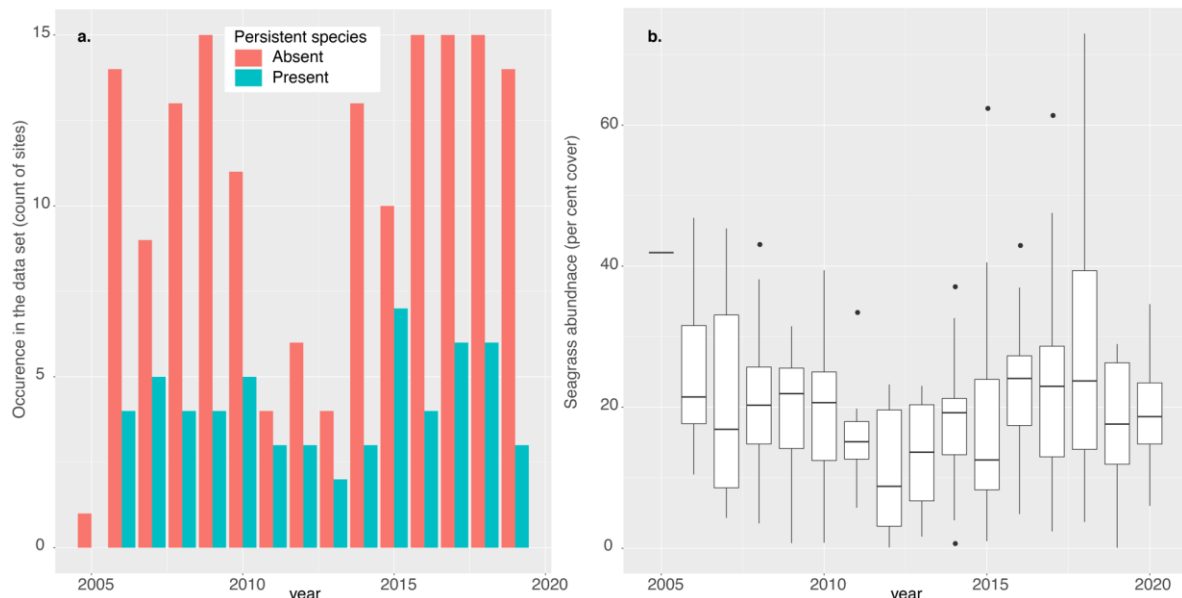 a.
Persistent species
Absent
Present
Occurence in the data set (count of sites)
15
10
5
0
2005
2010
2015
2020
year
b.
Seagrass abundnace (per cent cover)
60
40
20
0
2005
2010
2015
2020
year